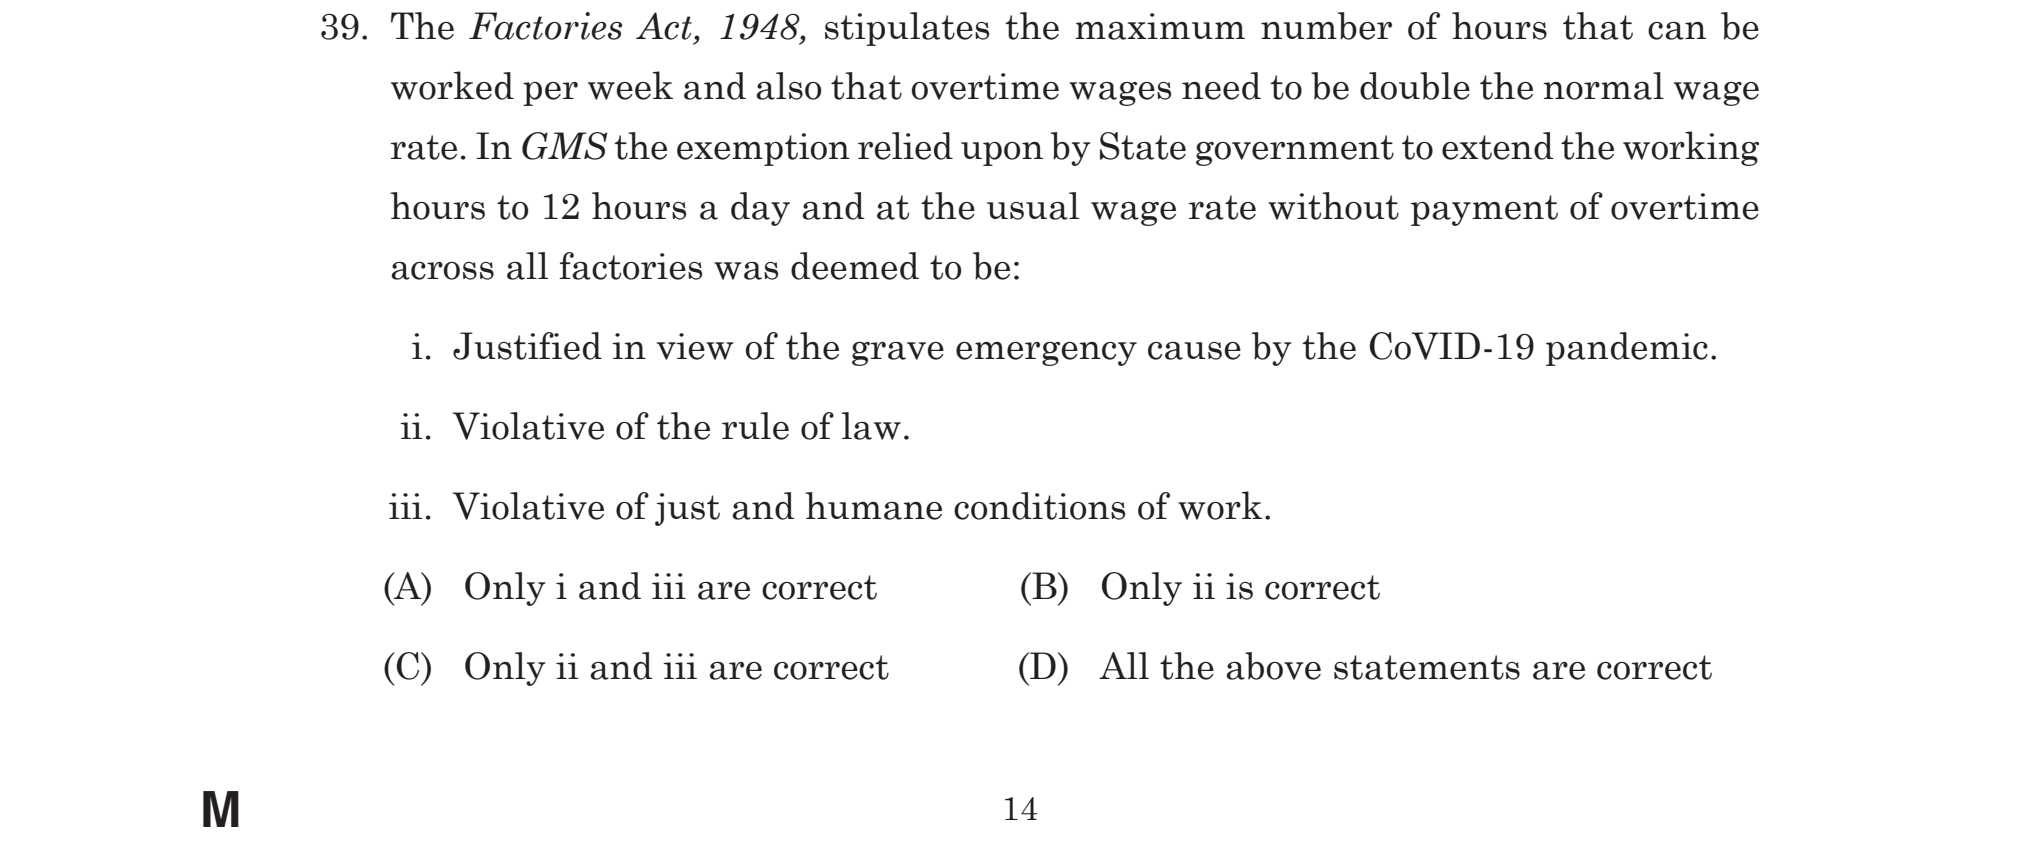 39. The Factories Act, 1948, stipulates the maximum number of hours that can be
worked per week and also that overtime wages need to be double the normal wage
rate. In GMS the exemption relied upon by State government to extend the working
hours to 12 hours a day and at the usual wage rate without payment of overtime
across all factories was deemed to be:
i. Justified in view of the grave emergency cause by the CoVID-19 pandemic.
ii. Violative of the rule of law.
iii. Violative of just and humane conditions of work.
(A) Only i and iii are correct (B) Only ii is correct
(C) Only ii and iii are correct (D) All the above statements are correct
M 14